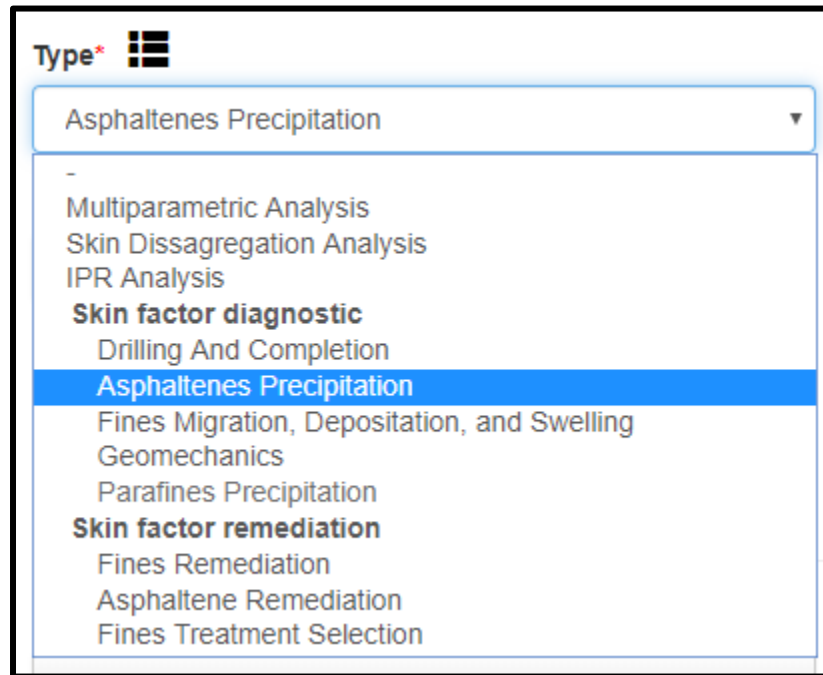 Type*
Asphaltenes Precipitation
-
Multiparametric Analysis
Skin Dissagregation Analysis
IPR Analysis
Skin factor diagnostic
Drilling And Completion
Asphaltenes Precipitation
Fines Migration, Depositation, and Swelling
Geomechanics
Parafines Precipitation
Skin factor remediation
Fines Remediation
Asphaltene Remediation
Fines Treatment Selection